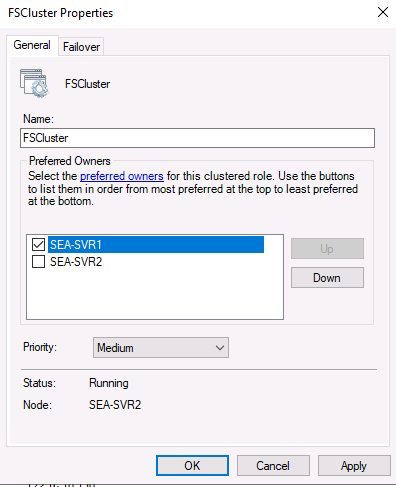 FSCluster Properties
General
Failover
FSCluster
Name:
FSCluster
Preferred Owners
Select the preferred owners for this clustered role. Use the buttons
to list them in order from most preferred at the top to least preferred
at the bottom.
SEA-SVR1
SEA-SVR2
Up
Down
Priority:
Medium
Status:
Running
Node:
SEA-SVR2
OK
Cancel
Apply